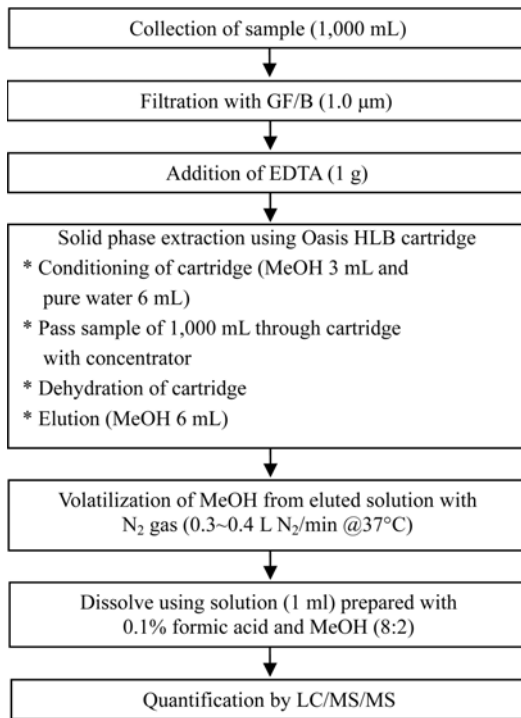 Collection of sample (1,000 mL)
Filtration with GF/B (1.0 μm)
Addition of EDTA (1 g)
Solid phase extraction using Oasis HLB cartridge
* Conditioning of cartridge (MeOH 3 mL and
pure water 6 mL)
* Pass sample of 1,000 mL through cartridge
with concentrator
* Dehydration of cartridge
* Elution (MeOH 6 mL)
Volatilization of MeOH from eluted solution with
N₂ gas (0.3~0.4 L N₂/min @37°C)
Dissolve using solution (1 ml) prepared with
0.1% formic acid and MeOH (8:2)
Quantification by LC/MS/MS